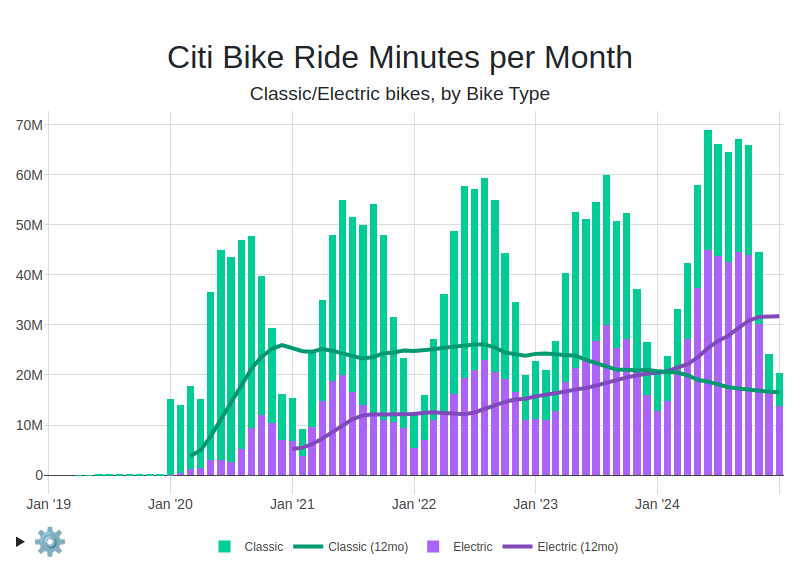 Citi Bike Ride Minutes per Month
Classic/Electric bikes, by Bike Type
70M
60M
50M
40M
30M
20M
10M
0
Jan '19 Jan '20 Jan '21 Jan '22 Jan '23 Jan '24
Classic Classic (12mo) Electric Electric (12mo)